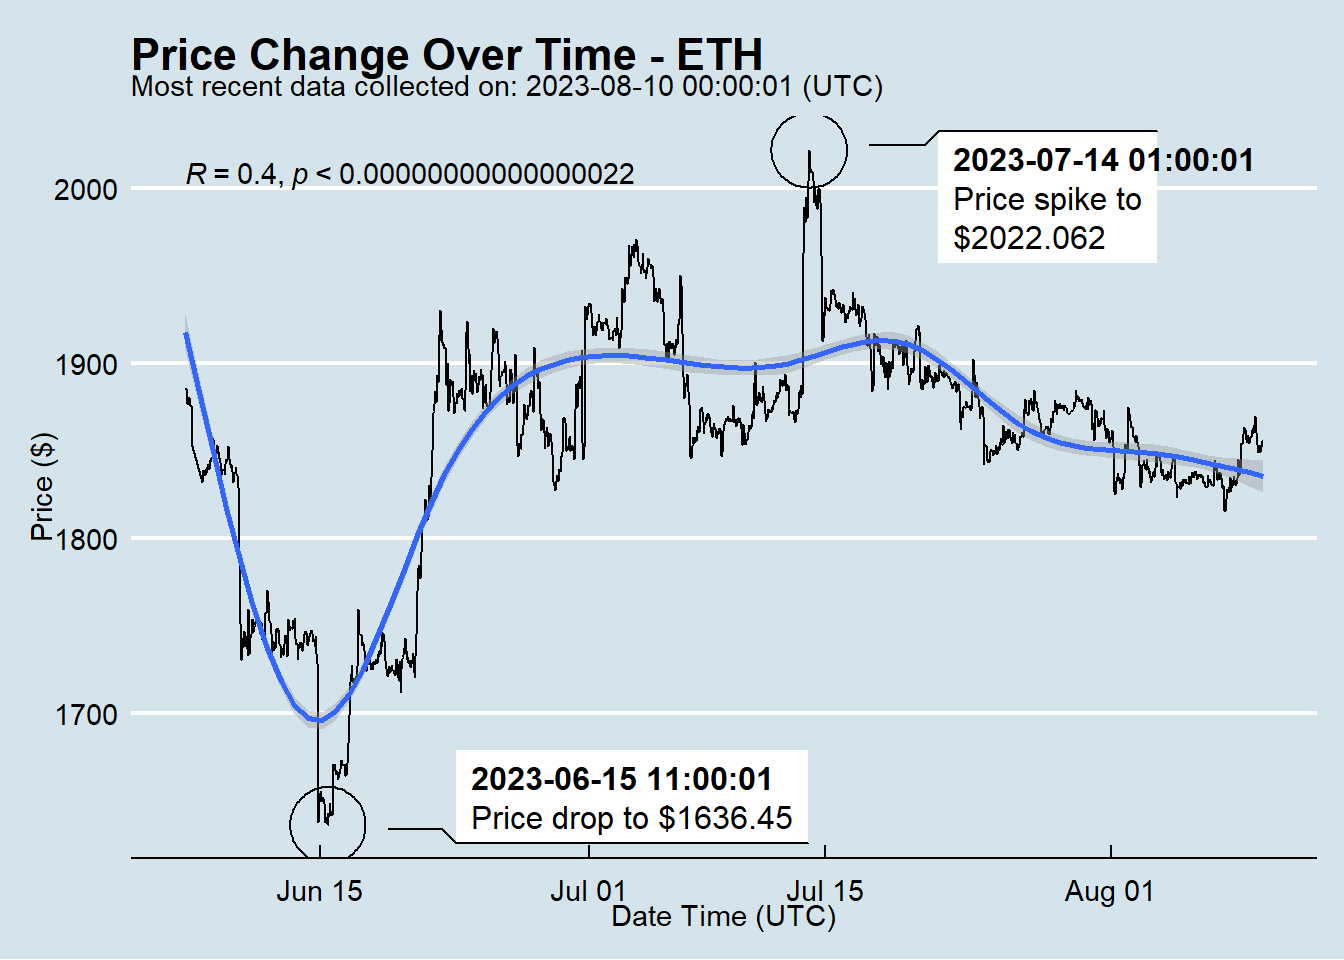 Price Change Over Time - ETH
Most recent data collected on: 2023-08-10 00:00:01 (UTC)
R = 0.4, p < 0.00000000000000022
2023-07-14 01:00:01
Price spike to
$2022.062
2000
1900
1800
1700
Price ($)
2023-06-15 11:00:01
Price drop to $1636.45
Jun 15
Jul 01
Jul 15
Aug 01
Date Time (UTC)